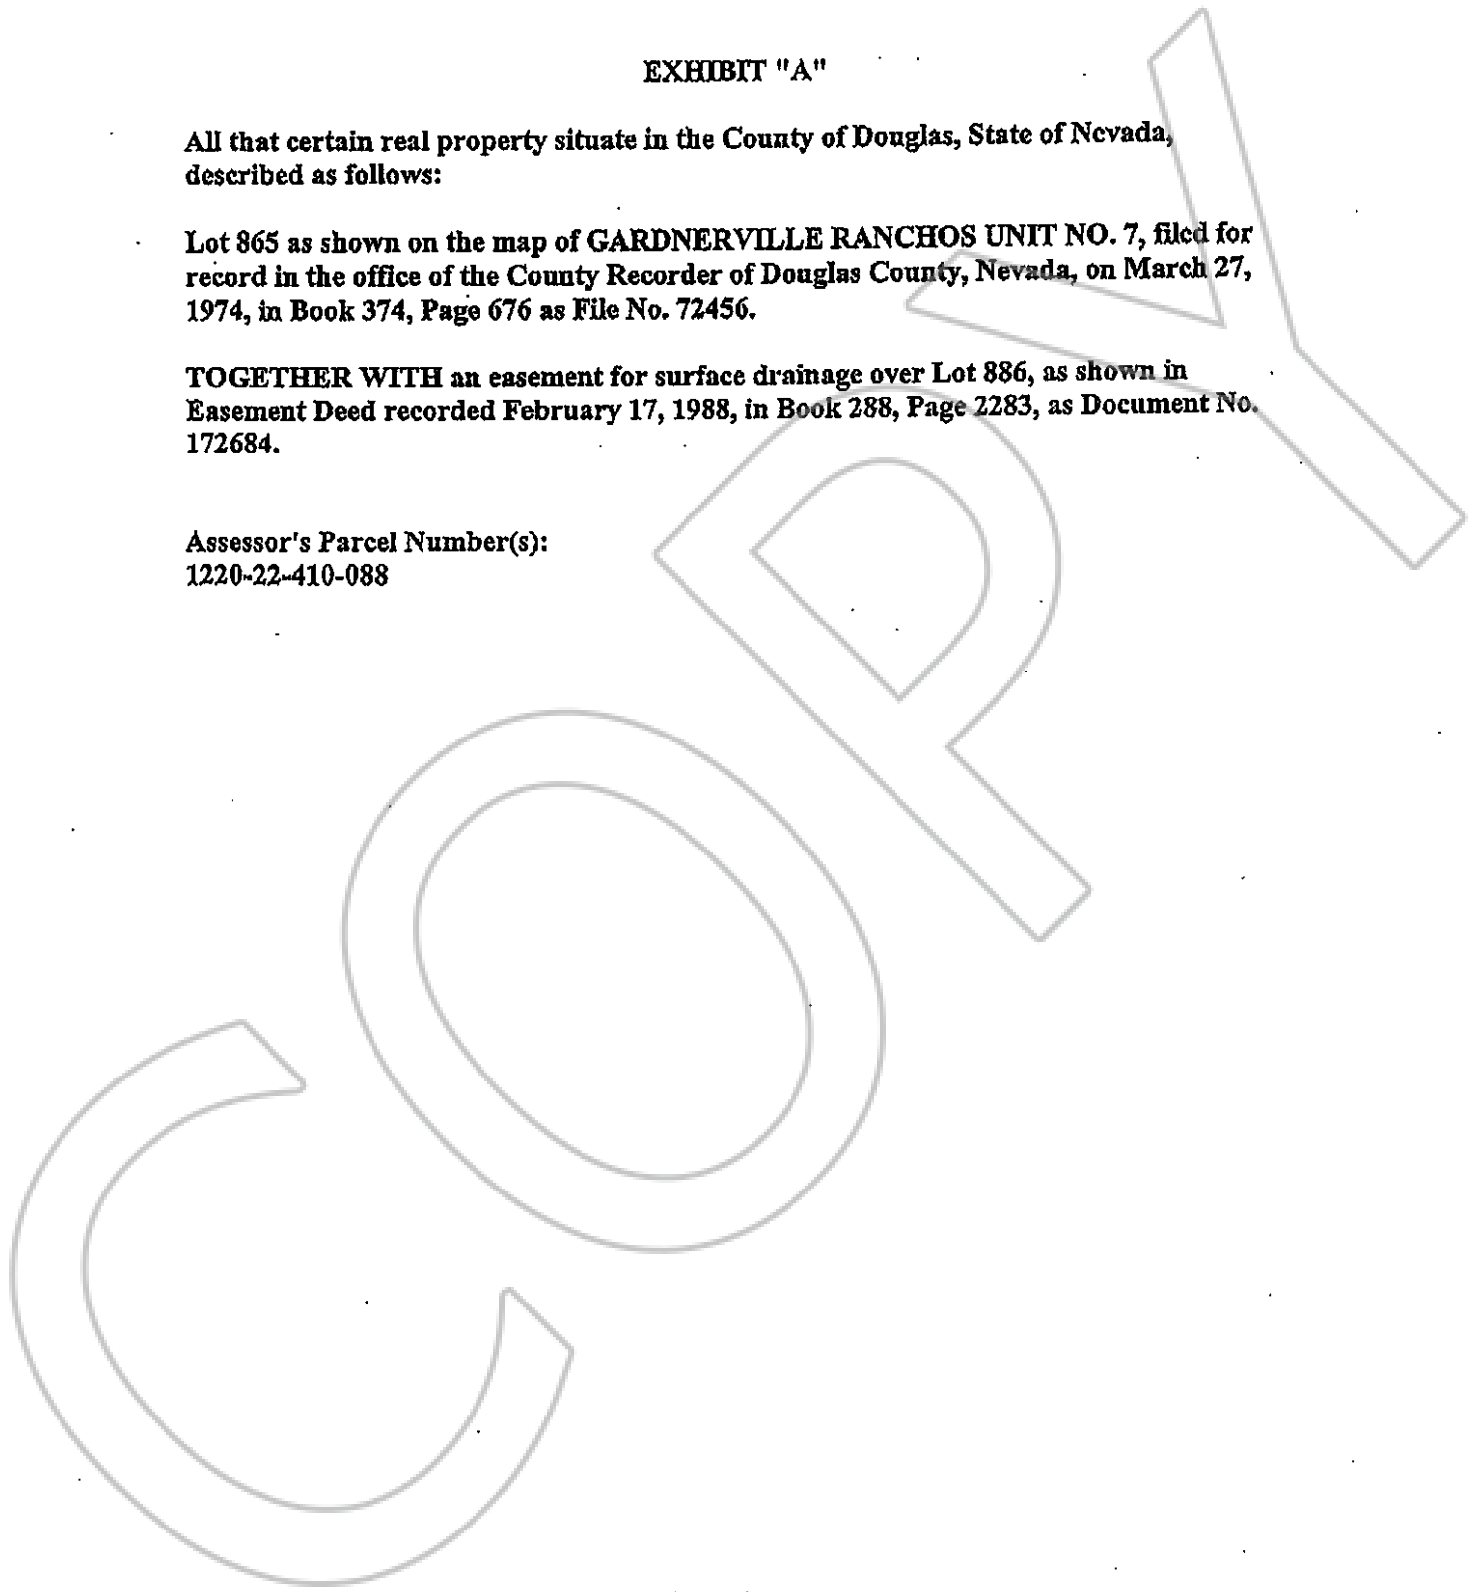 EXHIBIT "A"
All that certain real property situate in the County of Douglas, State of Nevada,
described as follows:
Lot 865 as shown on the map of GARDNERVILLE RANCHOS UNIT NO. 7, filed for
record in the office of the County Recorder of Douglas County, Nevada, on March 27,
1974, in Book 374, Page 676 as File No. 72456.
TOGETHER WITH an easement for surface drainage over Lot 886, as shown in
Easement Deed recorded February 17, 1988, in Book 288, Page 2283, as Document No.
172684.
Assessor's Parcel Number(s):
1220-22-410-088
COPY